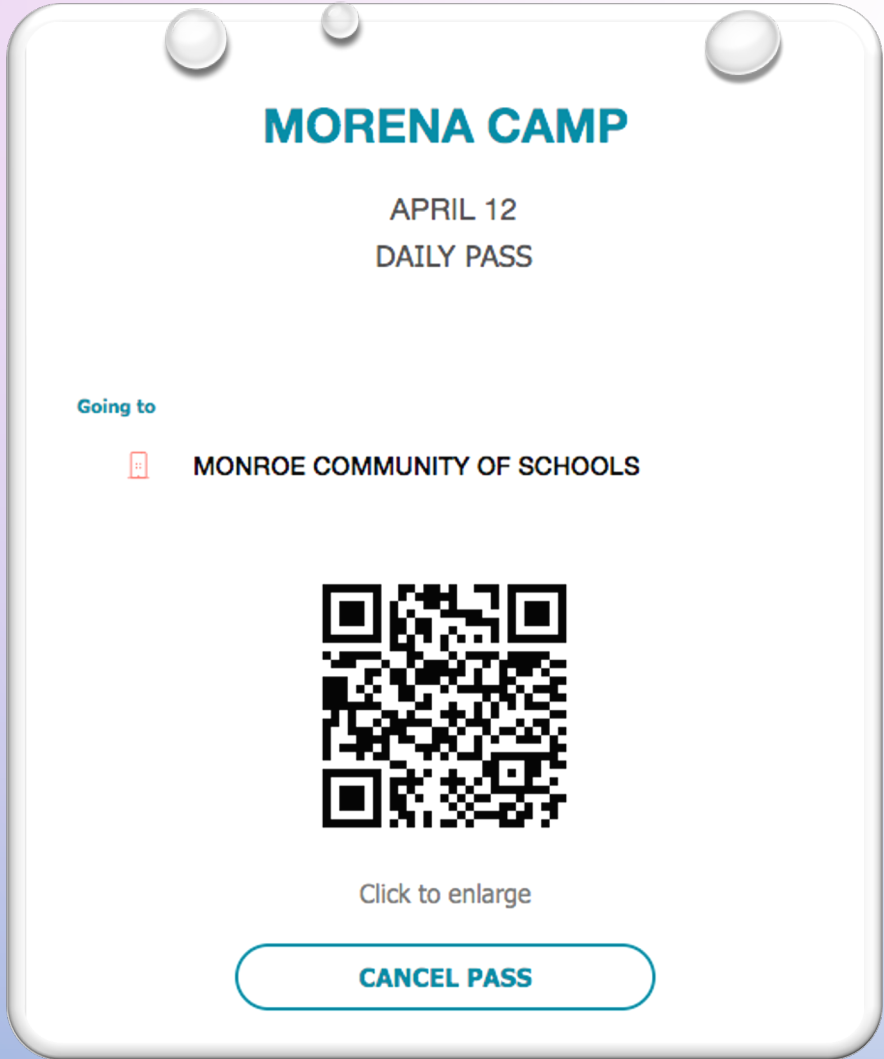 MORENA CAMP
APRIL 12
DAILY PASS
Going to
MONROE COMMUNITY OF SCHOOLS
Click to enlarge
CANCEL PASS